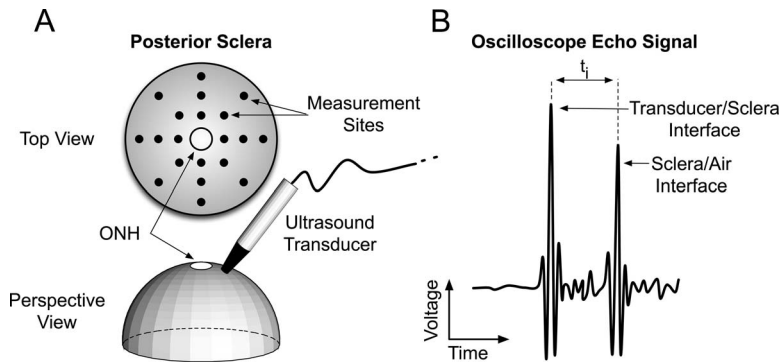 A
Posterior Sclera
Top View
Measurement
Sites
ONH
Ultrasound
Transducer
Perspective
View
B
Oscilloscope Echo Signal
ti
Transducer/Sclera
Interface
Sclera/Air
Interface
Voltage
Time